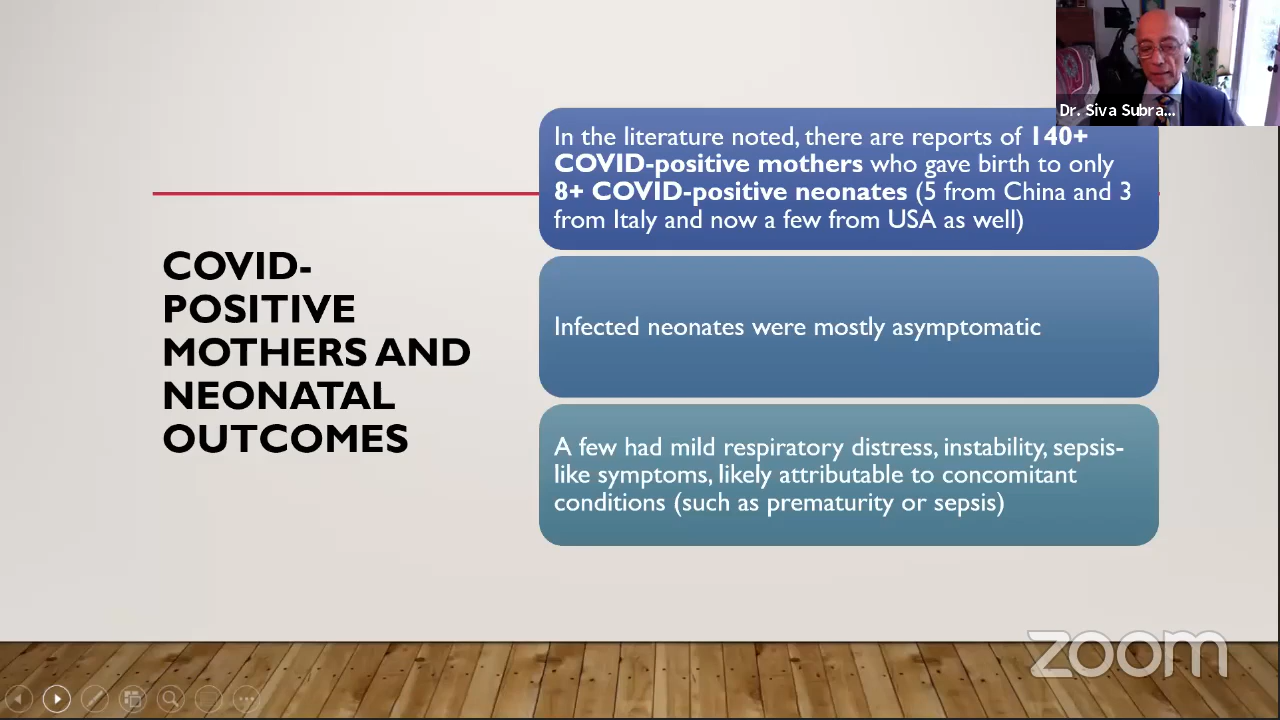 Dr. Siva Subra...
In the literature noted, there are reports of 140+
COVID-positive mothers who gave birth to only
8+ COVID-positive neonates (5 from China and 3
from Italy and now a few from USA as well)
COVID-
POSITIVE
MOTHERS AND
NEONATAL
OUTCOMES
Infected neonates were mostly asymptomatic
A few had mild respiratory distress, instability, sepsis-
like symptoms, likely attributable to concomitant
conditions (such as prematurity or sepsis)
zoom